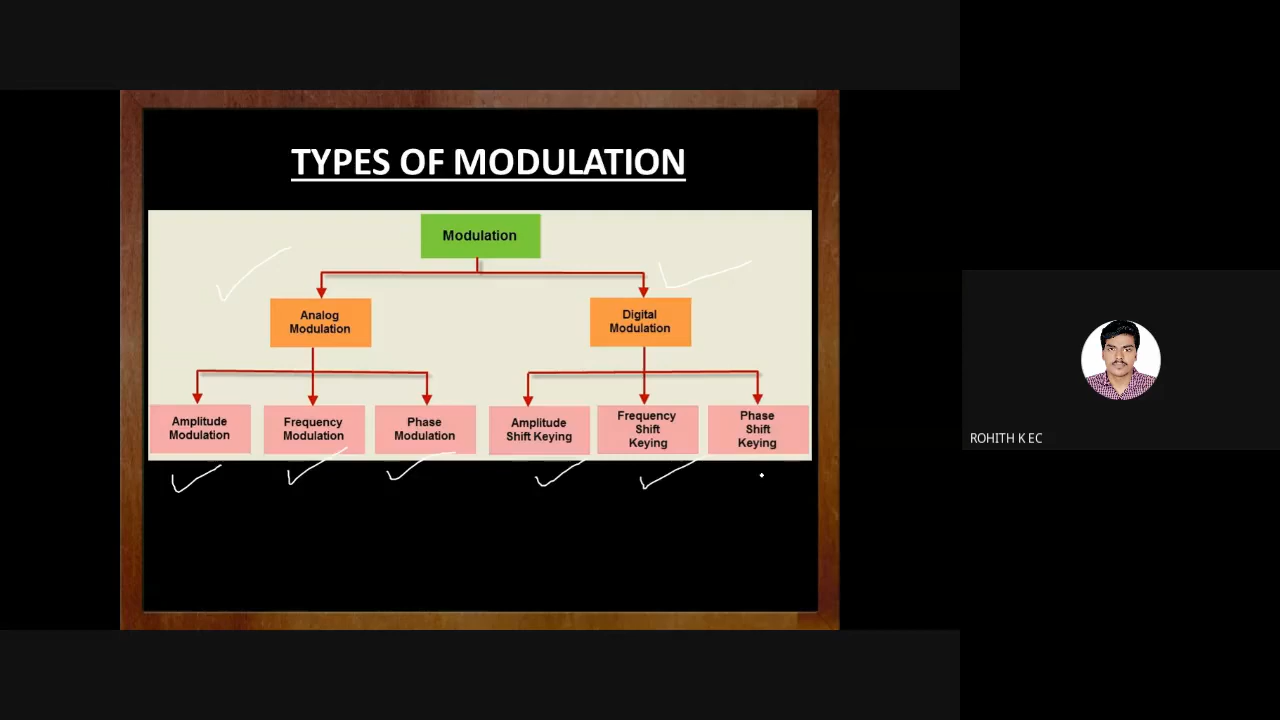 TYPES OF MODULATION
Modulation
Analog
Modulation
Digital
Modulation
Amplitude
Modulation
Frequency
Modulation
Phase
Modulation
Amplitude
Shift Keying
Frequency
Shift
Keying
Phase
Shift
Keying
ROHITH K EC